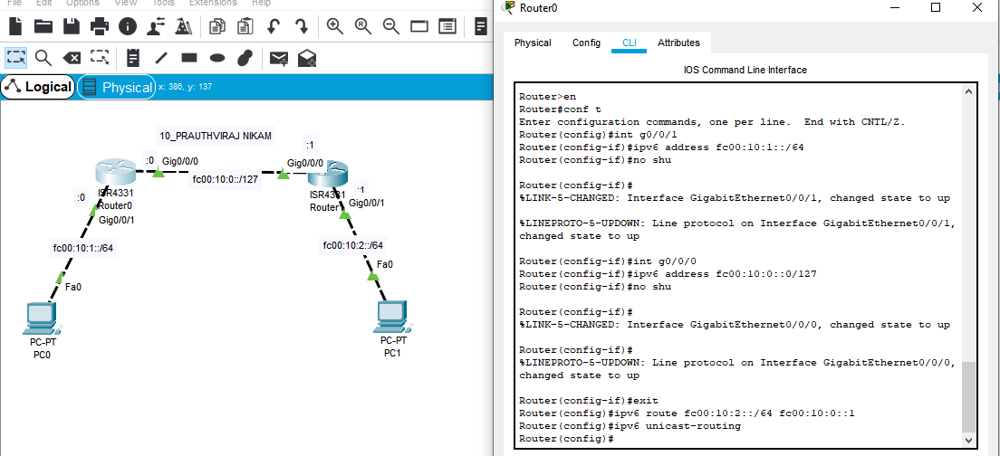 File Edit Options View Tools Extensions Help
Logical
Physical
x: 386, y: 137
10_PRAUTHVIRAJ NIKAM
:0
Gig0/0/0
:1
Gig0/0/0
fc00:10:0::/127
ISR4331
Router0
:0
Gig0/0/1
ISR4331
Router
:1
Gig0/0/1
fc00:10:1::/64
fc00:10:2::/64
Fa0
Fa0
PC-PT
PC0
PC-PT
PC1
Router0
Physical Config CLI Attributes
IOS Command Line Interface
Router>en
Router#conf t
Enter configuration commands, one per line. End with CNTL/Z.
Router(config)#int g0/0/1
Router(config-if)#ipv6 address fc00:10:1::/64
Router(config-if)#no shu
Router(config-if)#
%LINK-5-CHANGED: Interface GigabitEthernet0/0/1, changed state to up
%LINEPROTO-5-UPDOWN: Line protocol on Interface GigabitEthernet0/0/1,
changed state to up
Router(config-if)#int g0/0/0
Router(config-if)#ipv6 address fc00:10:0::0/127
Router(config-if)#no shu
Router(config-if)#
%LINK-5-CHANGED: Interface GigabitEthernet0/0/0, changed state to up
Router(config-if)#
%LINEPROTO-5-UPDOWN: Line protocol on Interface GigabitEthernet0/0/0,
changed state to up
Router(config-if)#exit
Router(config)#ipv6 route fc00:10:2::/64 fc00:10:0::1
Router(config)#ipv6 unicast-routing
Router(config)#